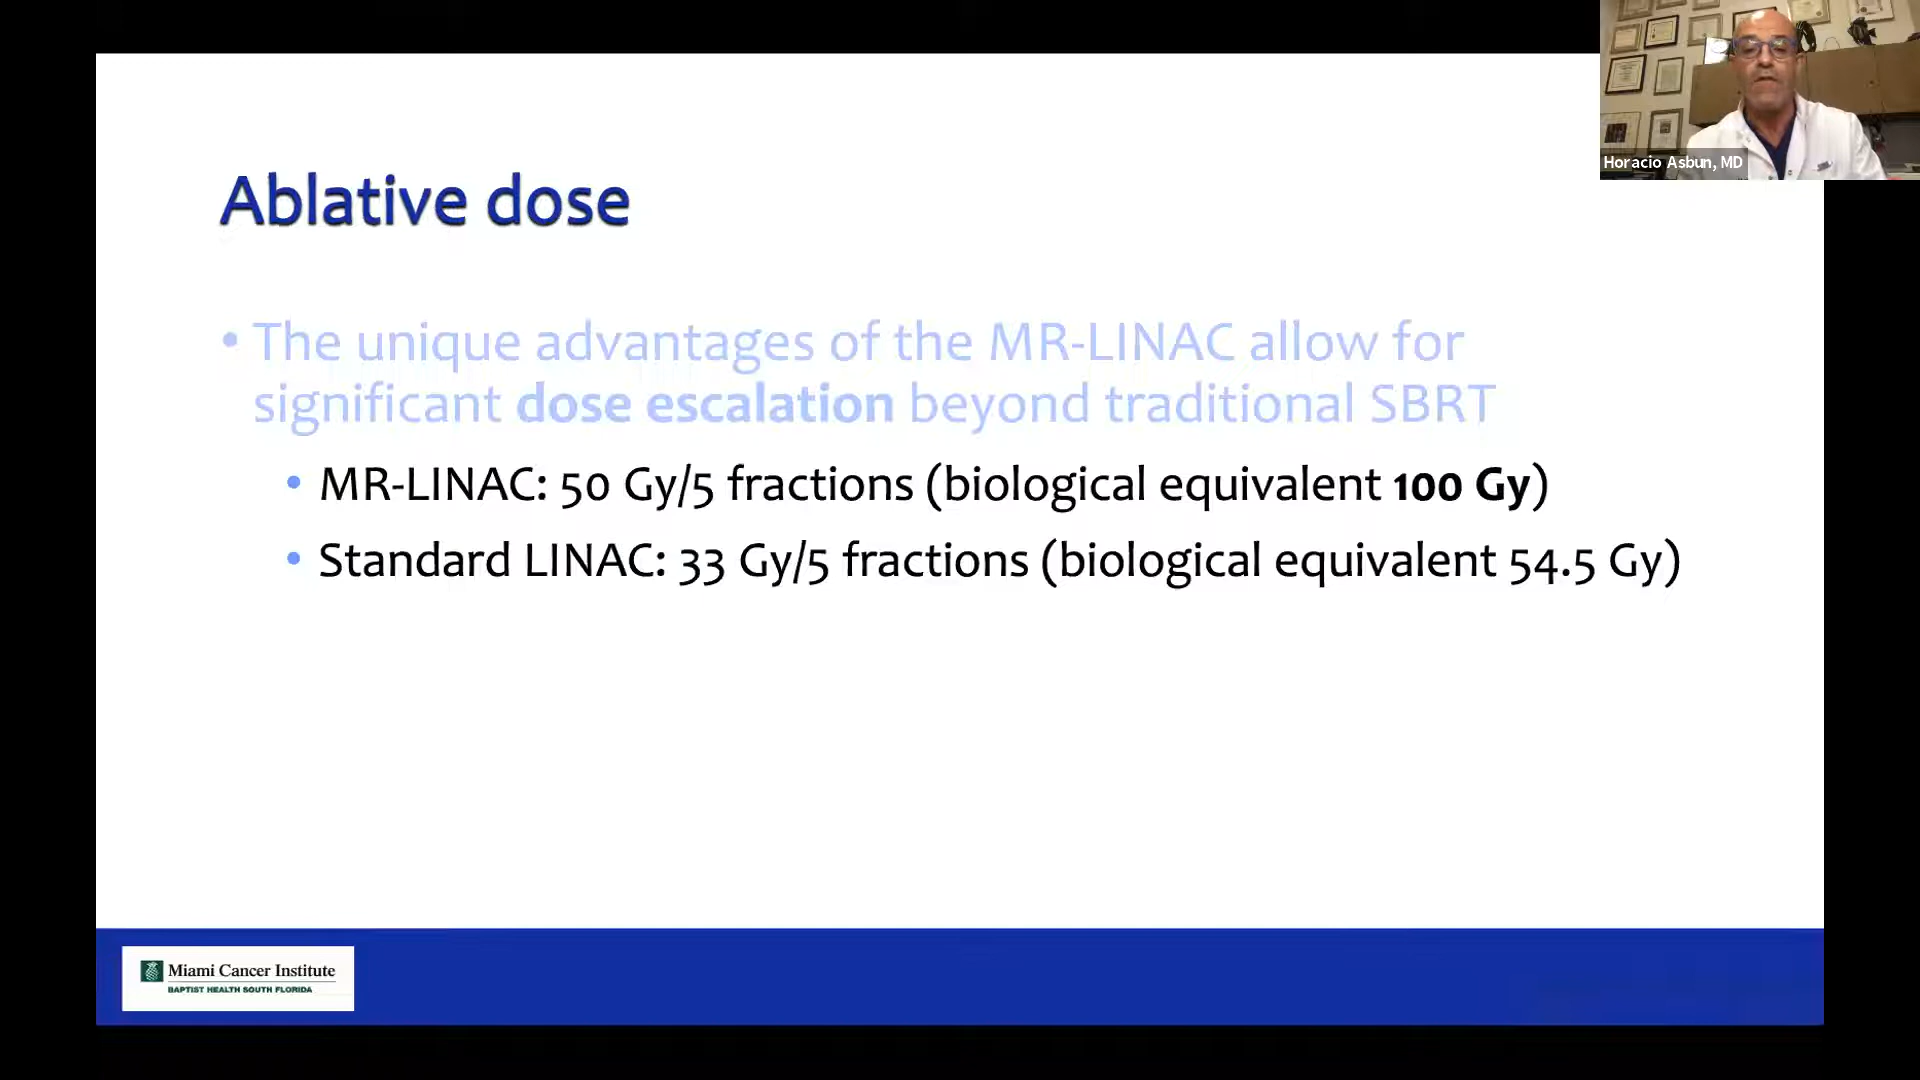 Horacio Asbun, MD
Ablative dose
• The unique advantages of the MR-LINAC allow for
significant dose escalation beyond traditional SBRT
• MR-LINAC: 50 Gy/5 fractions (biological equivalent 100 Gy)
• Standard LINAC: 33 Gy/5 fractions (biological equivalent 54.5 Gy)
Miami Cancer Institute
BAPTIST HEALTH SOUTH FLORIDA